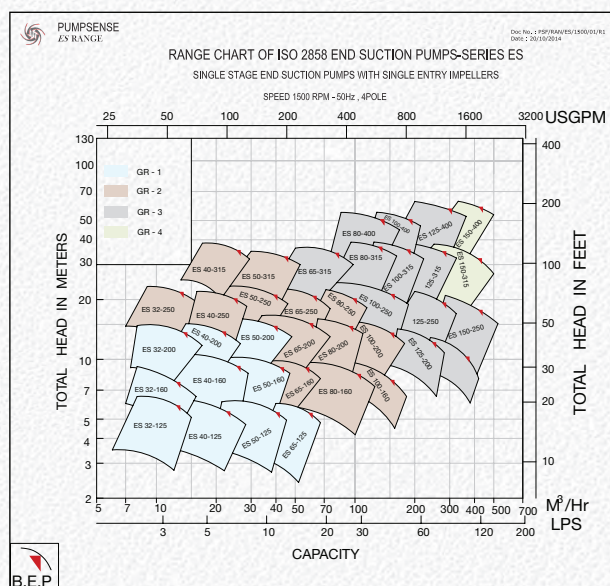 PUMPSENSE
ES RANGE
Doc No. : PSP/RAN/ES/1500/01/R1
Date : 20/10/2014
RANGE CHART OF ISO 2858 END SUCTION PUMPS-SERIES ES
SINGLE STAGE END SUCTION PUMPS WITH SINGLE ENTRY IMPELLERS
SPEED 1500 RPM - 50Hz , 4POLE
25 50 100 200 400 800 1600 3200 USGPM
130 100 70 50 40 30 20 10 7 5 4 3 2
TOTAL HEAD IN METERS
400 200 100 50 30 20 10
TOTAL HEAD IN FEET
GR - 1
GR - 2
GR - 3
GR - 4
ES 80-400
ES 150-400
ES 125-400
ES 150-400
ES 40-315
ES 50-315
ES 65-315
ES 80-315
ES 100-315
125-315
ES 150-315
ES 32-250
ES 40-250
ES 50-250
ES 65-250
ES 80-250
ES 100-250
125-250
ES 150-250
ES 32-200
ES 40-200
ES 50-200
ES 65-200
ES 80-200
ES 100-200
ES 125-200
ES 32-160
ES 40-160
ES 50-160
ES 65-160
ES 80-160
ES 100-160
ES 32-125
ES 40-125
ES 50-125
ES 65-125
5 7 10 20 30 40 50 70 100 200 300 500 700 M³/Hr
3 5 10 20 30 60 120 200 LPS
CAPACITY
B.E.P